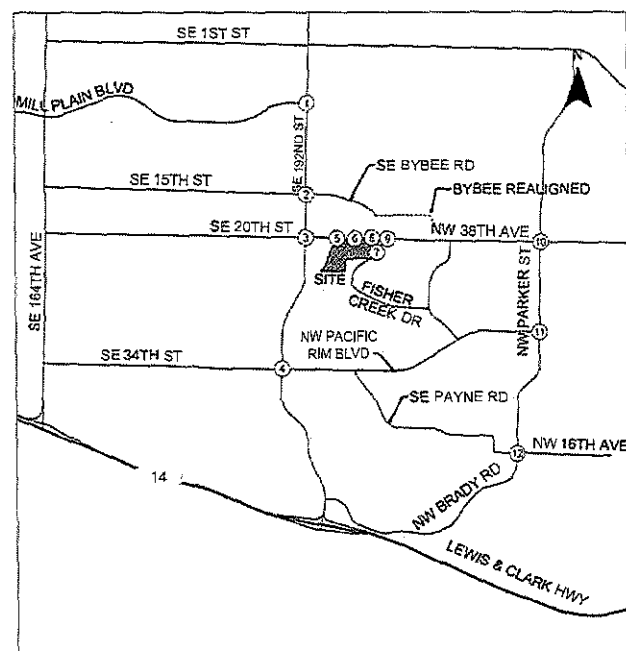 SE 1ST ST
N
MILL PLAIN BLVD
1
SE 192ND ST
SE BYBEE RD
SE 15TH ST
2
BYBEE REALIGNED
SE 20TH ST
3
5
6
8
9
NW 38TH AVE
10
7
SITE
SE 164TH AVE
FISHER
CREEK DR
NW PARKER ST
NW PACIFIC
RIM BLVD
11
SE 34TH ST
4
SE PAYNE RD
NW 16TH AVE
12
14
NW BRADY RD
LEWIS & CLARK HWY